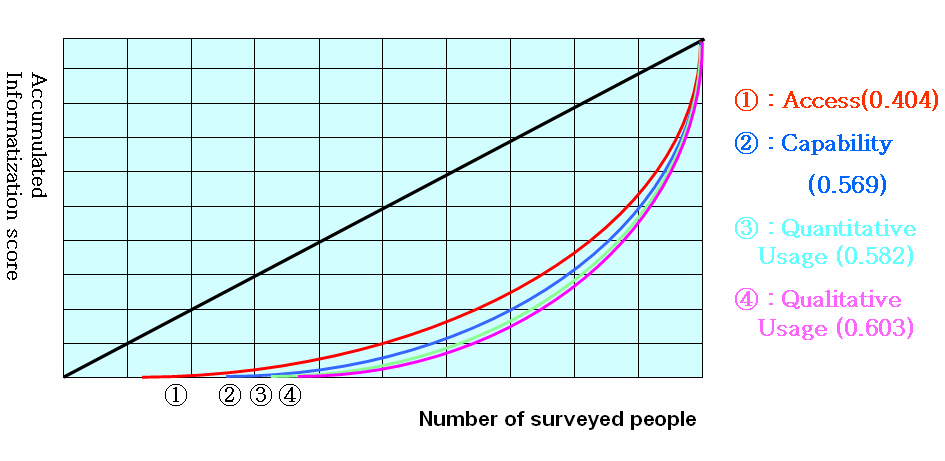 Accumulated
Informatization score
① : Access(0.404)
② : Capability
(0.569)
③ : Quantitative
Usage (0.582)
④ : Qualitative
Usage (0.603)
① ② ③ ④
Number of surveyed people